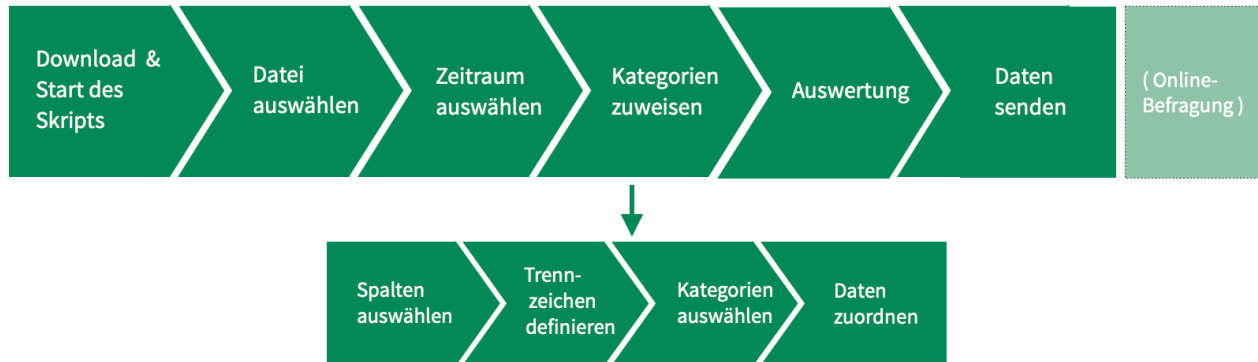 Download &
Start des
Skripts
Datei
auswählen
Zeitraum
auswählen
Kategorien
zuweisen
Auswertung
Daten
senden
( Online-
Befragung )
Spalten
auswählen
Trenn-
zeichen
definieren
Kategorien
auswählen
Daten
zuordnen